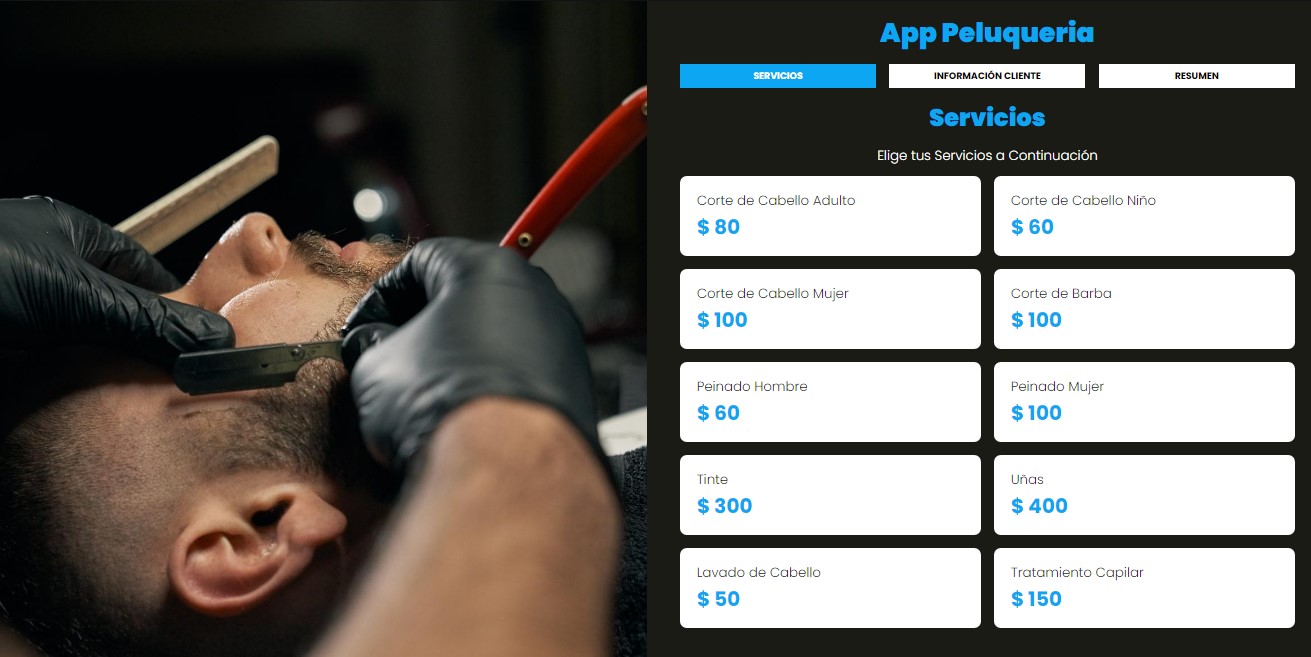 App Peluqueria
SERVICIOS
INFORMACIÓN CLIENTE
RESUMEN
Servicios
Elige tus Servicios a Continuación
Corte de Cabello Adulto
$ 80
Corte de Cabello Niño
$ 60
Corte de Cabello Mujer
$ 100
Corte de Barba
$ 100
Peinado Hombre
$ 60
Peinado Mujer
$ 100
Tinte
$ 300
Uñas
$ 400
Lavado de Cabello
$ 50
Tratamiento Capilar
$ 150